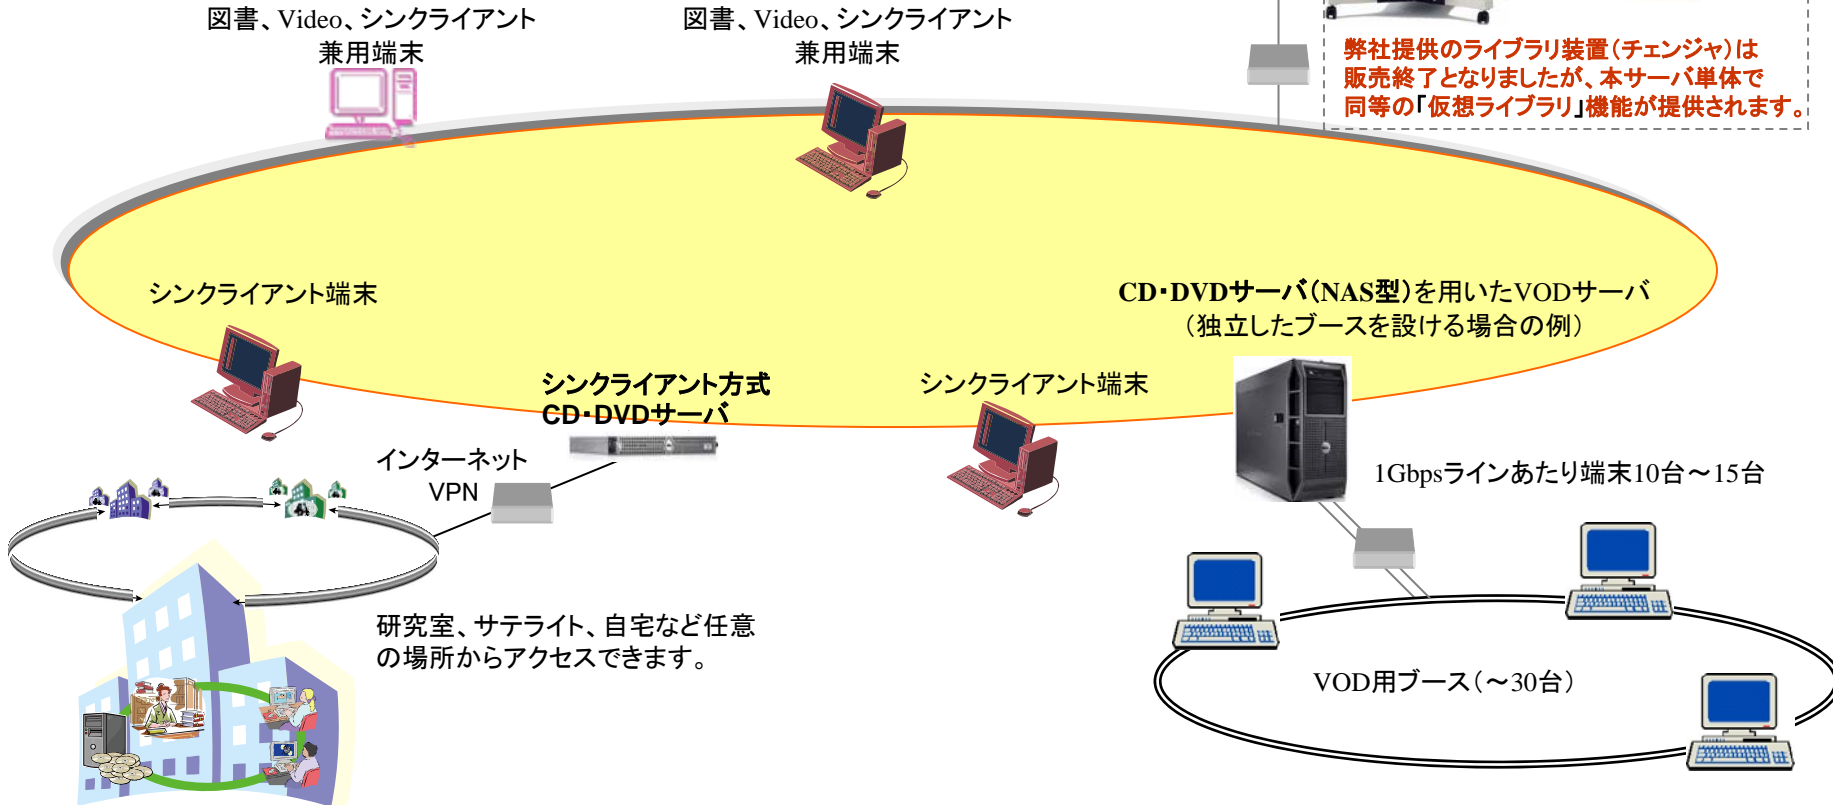 図書、Video、シンクライアント
兼用端末
図書、Video、シンクライアント
兼用端末
弊社提供のライブラリ装置（チェンジャ）は
販売終了となりましたが、本サーバ単体で
同等の「仮想ライブラリ」機能が提供されます。
シンクライアント端末
CD・DVDサーバ（NAS型）を用いたVODサーバ
（独立したブースを設ける場合の例）
シンクライアント方式
CD・DVDサーバ
シンクライアント端末
インターネット
VPN
1Gbpsラインあたり端末10台～15台
研究室、サテライト、自宅など任意
の場所からアクセスできます。
VOD用ブース（～30台）